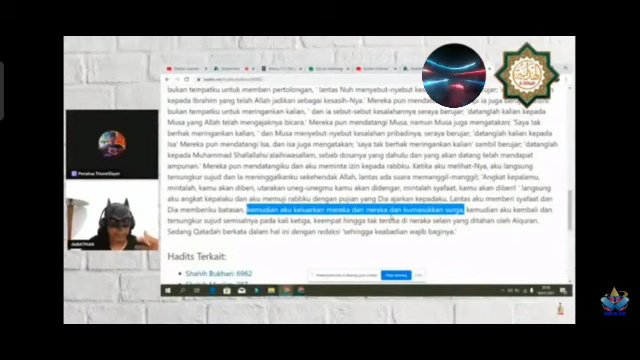 bukan tempatku untuk memberi pertolongan, ' lantas Nuh menyebut-nyebut
kepada Ibrahim yang telah Allah jadikan sebagai kesasih-Nya.' Mereka pun mendatangi
tempatku untuk meringankan kalian, ' dan ia sebut-sebut kesalahannya seraya berujar;
Musa yang Allah telah mengajaknya bicara.' Mereka pun mendatangi Musa, namun Musa juga mengatakan; 'Saya tak
berhak meringankan kalian, ' dan Musa menyebut-nyebut kesalahan pribadinya, seraya berujar; 'datanglah kalian kepada
Isa' Mereka pun mendatangi Isa, dan isa juga mengatakan; 'saya tak berhak meringankan kalian' sambil berujar; 'datanglah
kepada Muhammad Shallallahu'alaihiwasallam, sebab dosanya yang dahulu dan yang akan datang telah mendapat
ampunan.' Mereka pun mendatangiku dan aku meminta izin kepada rabbku. Ketika aku melihat-Nya, aku langsung
tersungkur sujud dan Ia meninggalkanku sekehendak Allah, lantas ada suara memanggil-manggil; 'Angkat kepalamu,
mintalah, kamu akan diberi, utarakan uneg-unegmu kamu akan didengar, mintalah syafaat, kamu akan diberi! ' langsung
aku angkat kepalaku dan aku memuji rabbku dengan pujian yang Dia ajarkan kepadaku. Lantas aku memberi syafaat dan
Dia memberiku batasan, kemudian aku keluarkan mereka dari neraka dan kumasukkan surga, kemudian aku kembali dan
tersungkur sujud semisalnya pada kali ketiga, keempat hingga tak tersisa di neraka selain yang ditahan oleh Alquran.'
Sedang Qatadah berkata dalam hal ini dengan redaksi 'sehingga keabadian wajib baginya.'
Hadits Terkait:
Shahih Bukhari: 6962